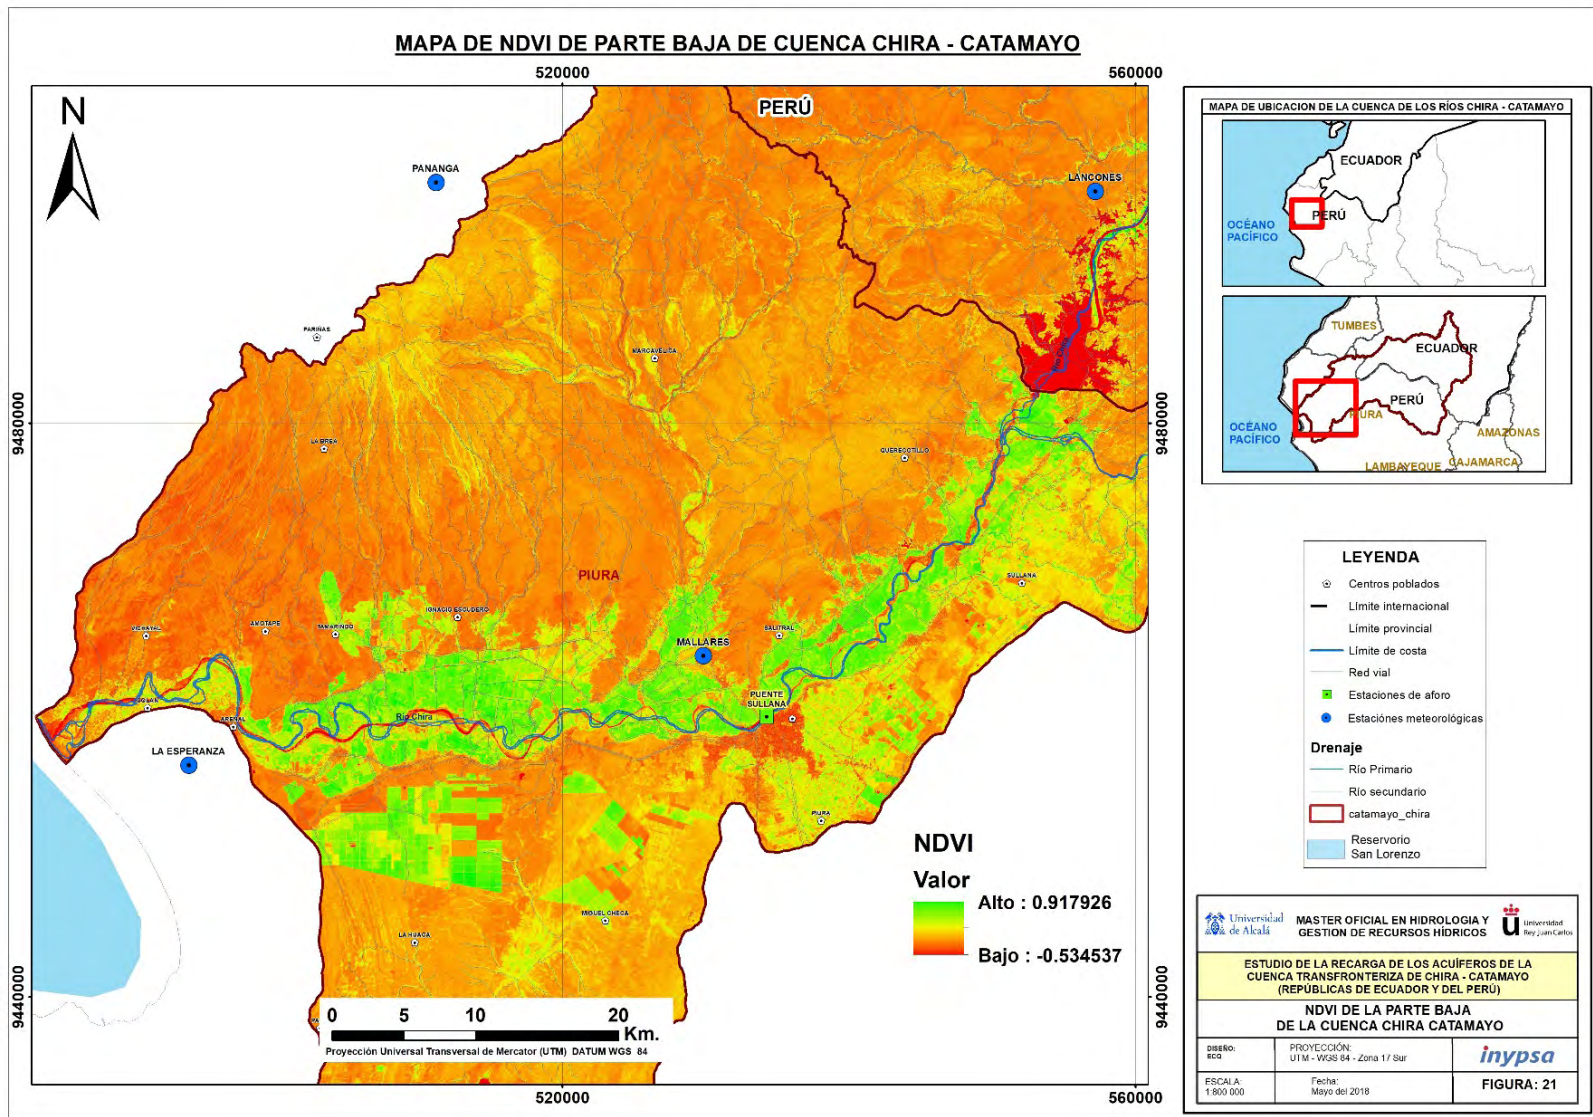 MAPA DE NDVI DE PARTE BAJA DE CUENCA CHIRA - CATAMAYO
520000
560000
N
PERÚ
PANANGA
LANCONES
PARIÑAS
MARCAVELICA
Río Chira
9480000
9480000
LA BREA
QUERECOTILLO
PIURA
SULLANA
IGNACIO ESCUDERO
VICHAYAL
AMOTAPE
TAMARINDO
SALITRAL
MALLARES
PUENTE
SULLANA
COLAN
ARENAL
Río Chira
LA ESPERANZA
PIURA
MIGUEL CHECA
LA HUACA
NDVI
Valor
Alto : 0.917926
Bajo : -0.534537
9440000
9440000
0 5 10 20
Km.
Proyección Universal Transversal de Mercator (UTM) DATUM WGS 84
520000
560000
MAPA DE UBICACION DE LA CUENCA DE LOS RÍOS CHIRA - CATAMAYO
ECUADOR
PERÚ
OCÉANO
PACÍFICO
TUMBES
ECUADOR
PERÚ
PIURA
OCÉANO
PACÍFICO
AMAZONAS
LAMBAYEQUE
CAJAMARCA
LEYENDA
Centros poblados
Límite internacional
Límite provincial
Límite de costa
Red vial
Estaciones de aforo
Estaciónes meteorológicas
Drenaje
Río Primario
Río secundario
catamayo_chira
Reservorio
San Lorenzo
Universidad
de Alcalá
MASTER OFICIAL EN HIDROLOGIA Y
GESTION DE RECURSOS HÍDRICOS
Universidad
Rey Juan Carlos
ESTUDIO DE LA RECARGA DE LOS ACUÍFEROS DE LA
CUENCA TRANSFRONTERIZA DE CHIRA - CATAMAYO
(REPÚBLICAS DE ECUADOR Y DEL PERÚ)
NDVI DE LA PARTE BAJA
DE LA CUENCA CHIRA CATAMAYO
DISEÑO:
ECQ
PROYECCIÓN:
UTM - WGS 84 - Zona 17 Sur
inypsa
ESCALA:
1:800 000
Fecha:
Mayo del 2018
FIGURA: 21